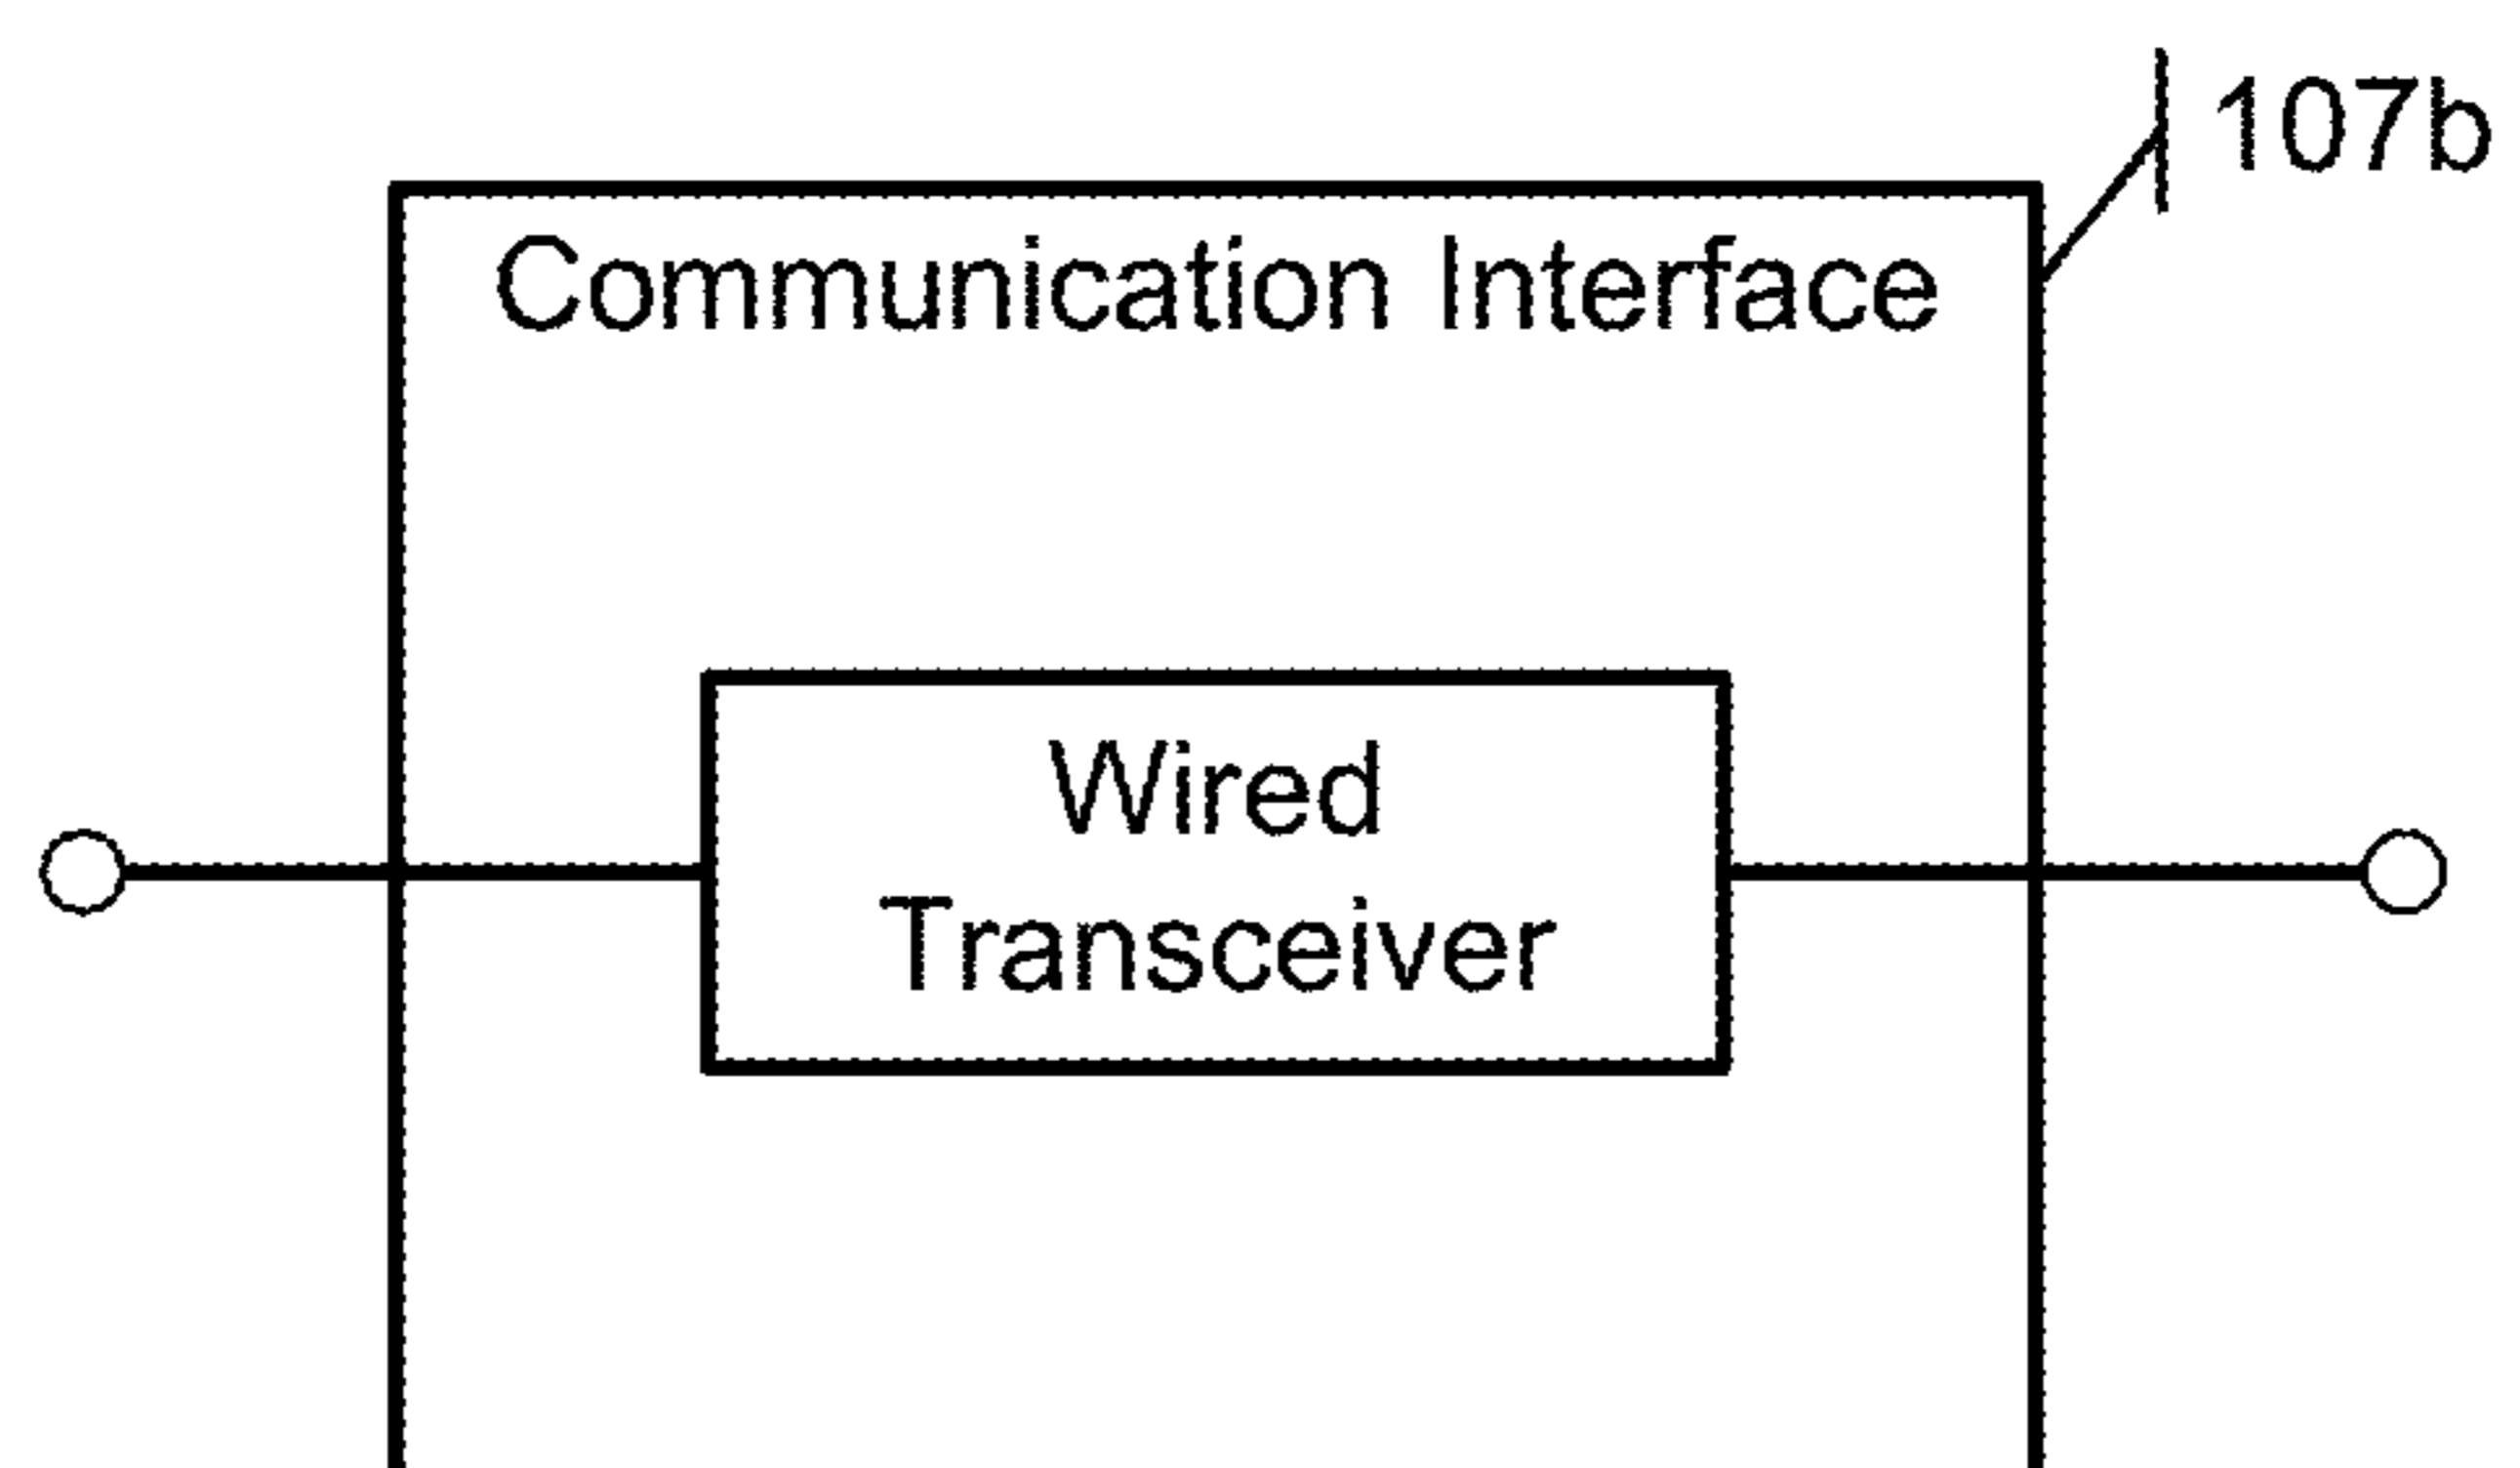 107b
Communication Interface
Wired
Transceiver